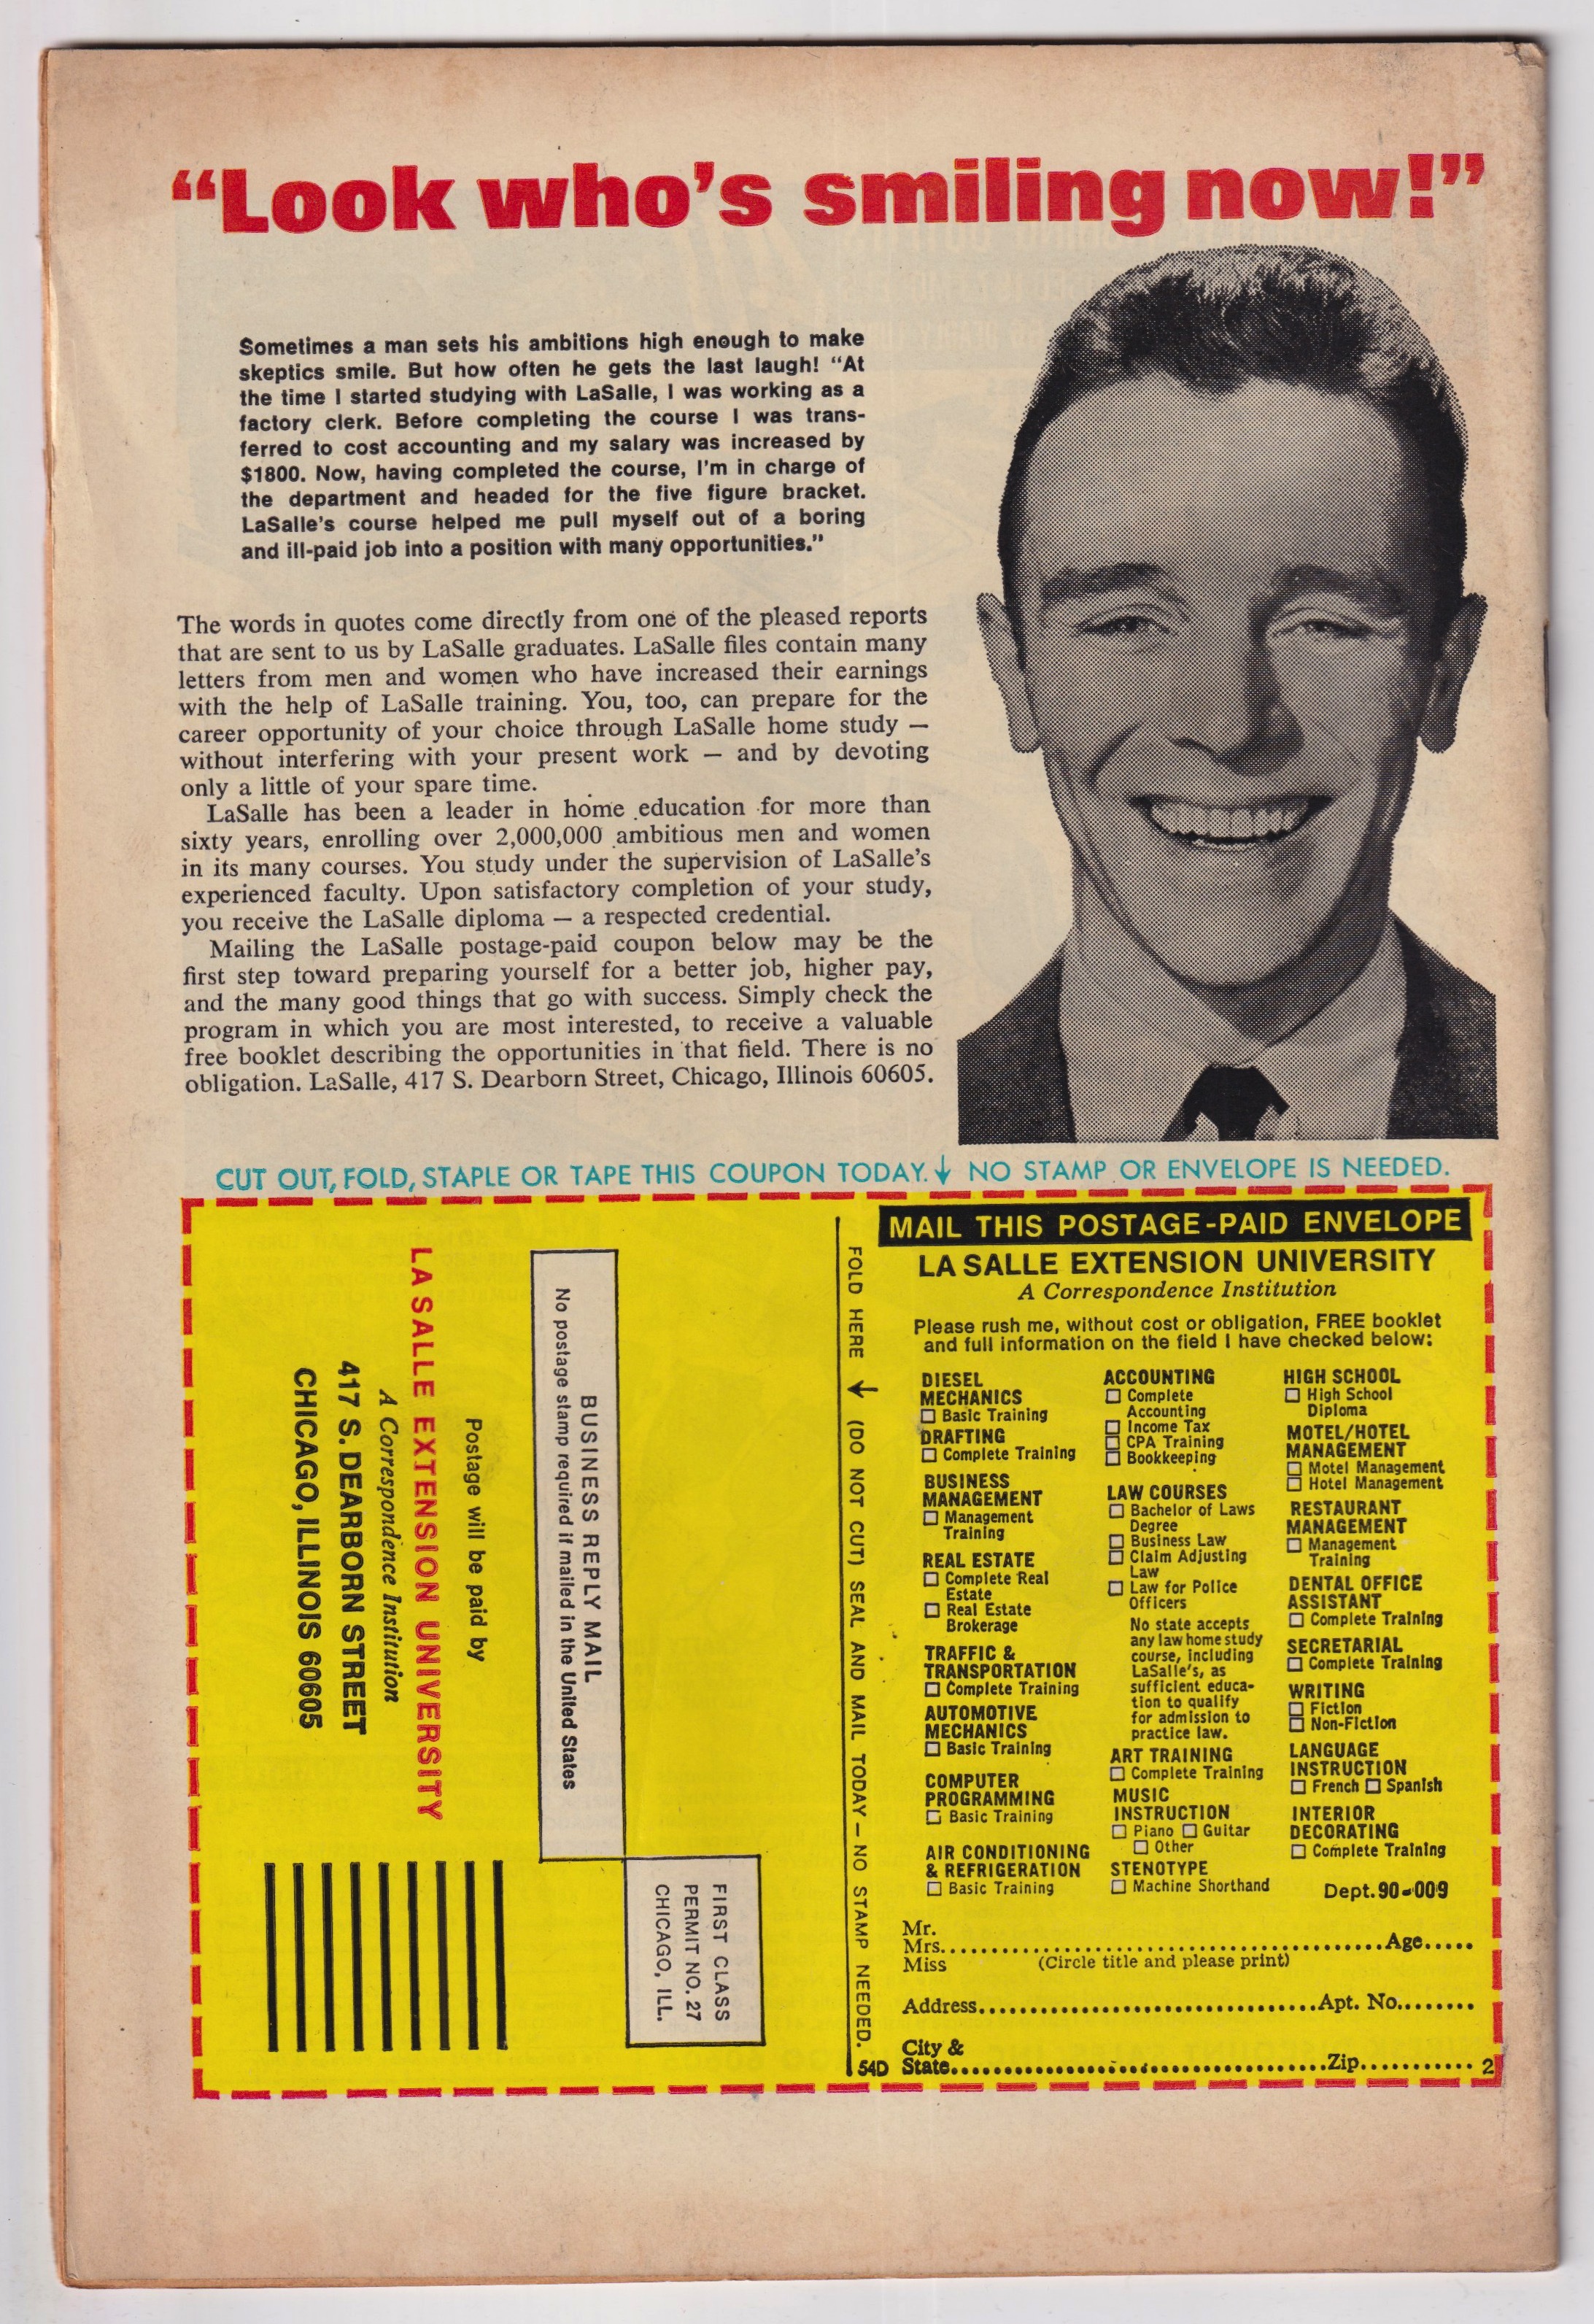 “Look who’s smiling now!”
Sometimes a man sets his ambitions high enough to make
skeptics smile. But how often he gets the last laugh! “At
the time I started studying with LaSalle, I was working as a
factory clerk. Before completing the course I was trans-
ferred to cost accounting and my salary was increased by
$1800. Now, having completed the course, I’m in charge of
the department and headed for the five figure bracket.
LaSalle’s course helped me pull myself out of a boring
and ill-paid job into a position with many opportunities.”
The words in quotes come directly from one of the pleased reports
that are sent to us by LaSalle graduates. LaSalle files contain many
letters from men and women who have increased their earnings
with the help of LaSalle training. You, too, can prepare for the
career opportunity of your choice through LaSalle home study —
without interfering with your present work — and by devoting
only a little of your spare time.
LaSalle has been a leader in home education for more than
sixty years, enrolling over 2,000,000 ambitious men and women
in its many courses. You study under the supervision of LaSalle’s
experienced faculty. Upon satisfactory completion of your study,
you receive the LaSalle diploma — a respected credential.
Mailing the LaSalle postage-paid coupon below may be the
first step toward preparing yourself for a better job, higher pay,
and the many good things that go with success. Simply check the
program in which you are most interested, to receive a valuable
free booklet describing the opportunities in that field. There is no
obligation. LaSalle, 417 S. Dearborn Street, Chicago, Illinois 60605.
CUT OUT, FOLD, STAPLE OR TAPE THIS COUPON TODAY.↓ NO STAMP OR ENVELOPE IS NEEDED.
FIRST CLASS
PERMIT NO. 27
CHICAGO, ILL.
BUSINESS REPLY MAIL
No postage stamp required if mailed in the United States
Postage will be paid by
LA SALLE EXTENSION UNIVERSITY
A Correspondence Institution
417 S. DEARBORN STREET
CHICAGO, ILLINOIS 60605
FOLD HERE → (DO NOT CUT) SEAL AND MAIL TODAY — NO STAMP NEEDED.
54D
MAIL THIS POSTAGE-PAID ENVELOPE
LA SALLE EXTENSION UNIVERSITY
A Correspondence Institution
Please rush me, without cost or obligation, FREE booklet
and full information on the field I have checked below:
DIESEL
MECHANICS
☐ Basic Training
DRAFTING
☐ Complete Training
BUSINESS
MANAGEMENT
☐ Management
Training
REAL ESTATE
☐ Complete Real
Estate
☐ Real Estate
Brokerage
TRAFFIC &
TRANSPORTATION
☐ Complete Training
AUTOMOTIVE
MECHANICS
☐ Basic Training
COMPUTER
PROGRAMMING
☐ Basic Training
AIR CONDITIONING
& REFRIGERATION
☐ Basic Training
ACCOUNTING
☐ Complete
Accounting
☐ Income Tax
☐ CPA Training
☐ Bookkeeping
LAW COURSES
☐ Bachelor of Laws
Degree
☐ Business Law
☐ Claim Adjusting
Law
☐ Law for Police
Officers
No state accepts
any law home study
course, including
LaSalle’s, as
sufficient educa-
tion to qualify
for admission to
practice law.
ART TRAINING
☐ Complete Training
MUSIC
INSTRUCTION
☐ Piano ☐ Guitar
☐ Other
STENOTYPE
☐ Machine Shorthand
HIGH SCHOOL
☐ High School
Diploma
MOTEL/HOTEL
MANAGEMENT
☐ Motel Management
☐ Hotel Management
RESTAURANT
MANAGEMENT
☐ Management
Training
DENTAL OFFICE
ASSISTANT
☐ Complete Training
SECRETARIAL
☐ Complete Training
WRITING
☐ Fiction
☐ Non-Fiction
LANGUAGE
INSTRUCTION
☐ French ☐ Spanish
INTERIOR
DECORATING
☐ Complete Training
Dept. 90-009
Mr.
Mrs. Age
Miss (Circle title and please print)
Address Apt. No.
City &
State Zip 2